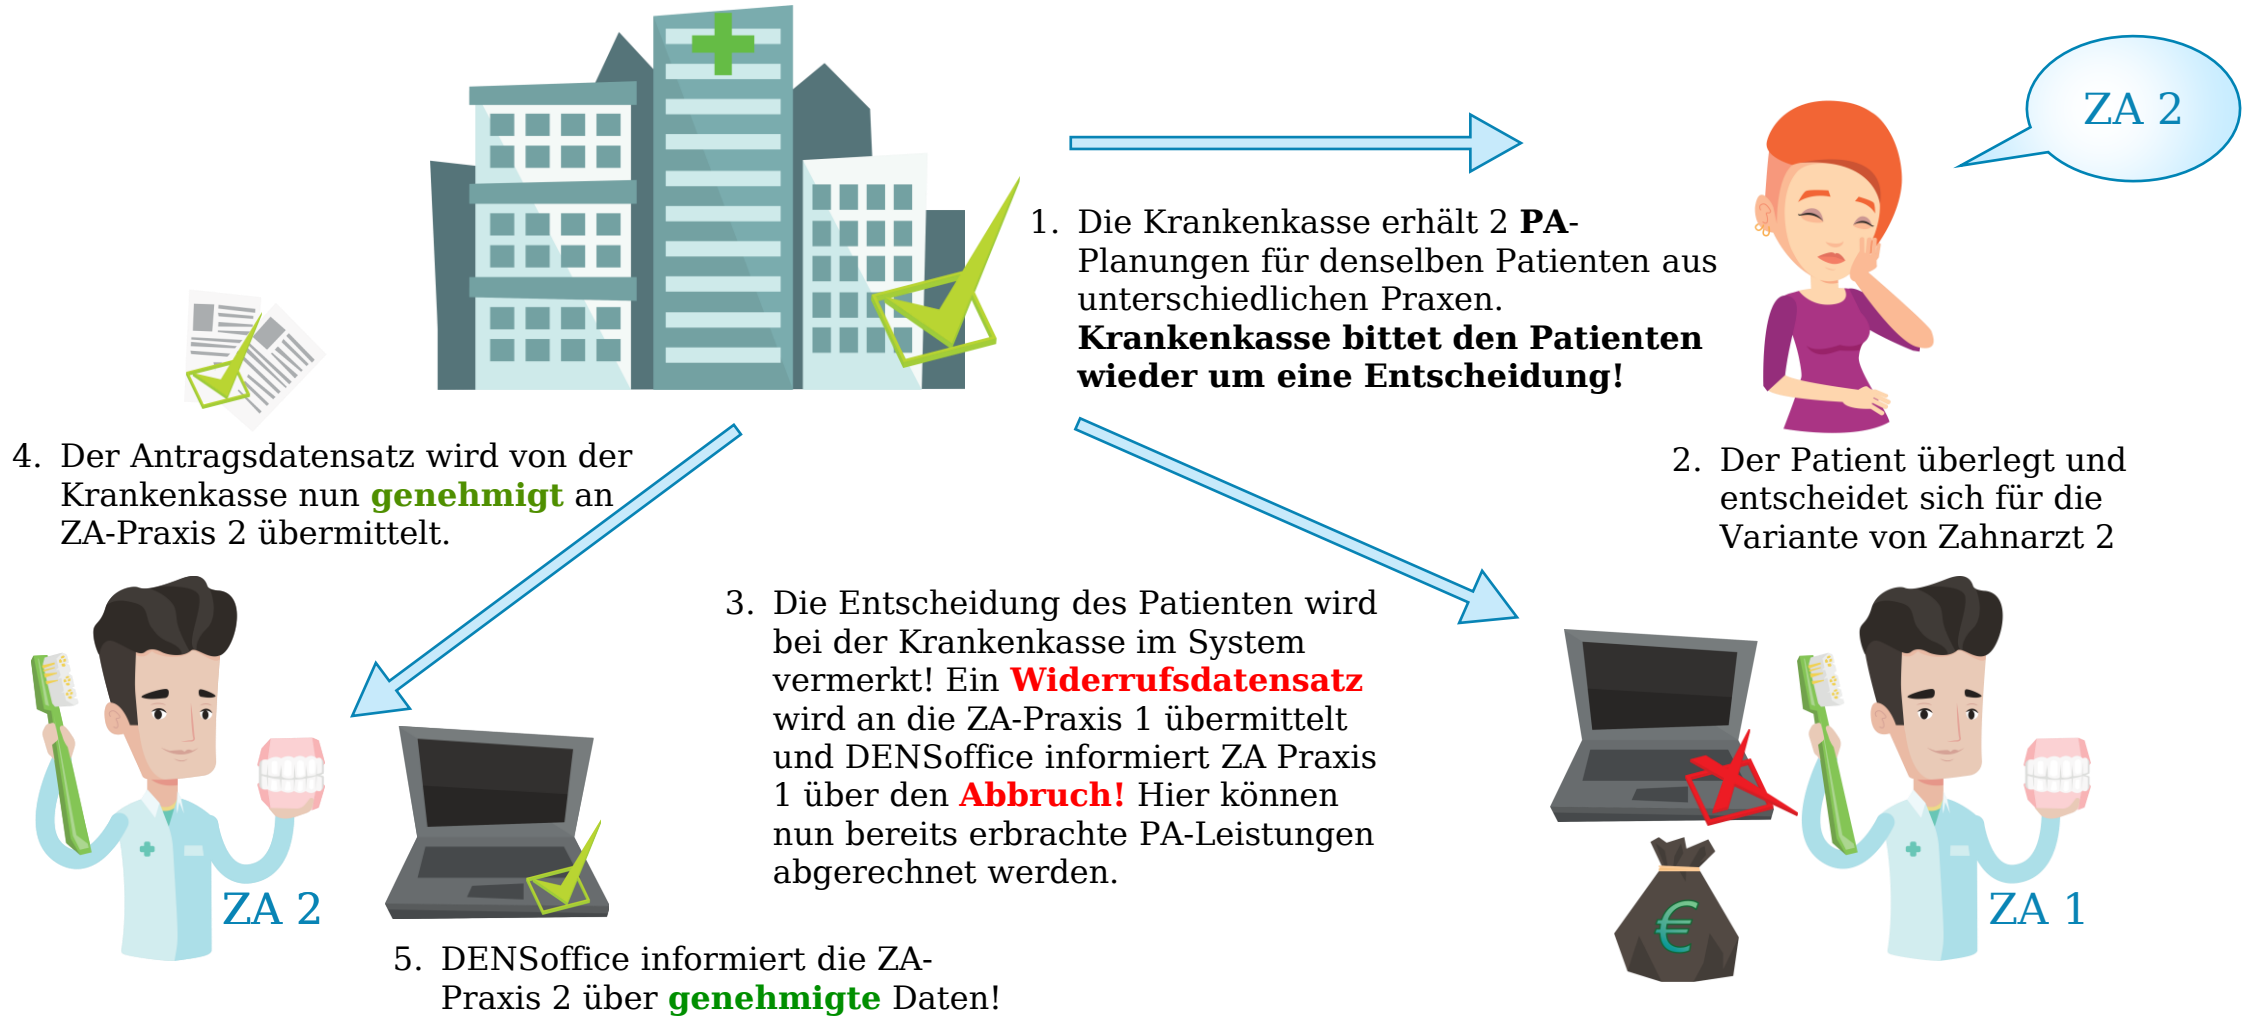 ZA 2
1. Die Krankenkasse erhält 2 PA-
Planungen für denselben Patienten aus
unterschiedlichen Praxen.
Krankenkasse bittet den Patienten
wieder um eine Entscheidung!
2. Der Patient überlegt und
entscheidet sich für die
Variante von Zahnarzt 2
3. Die Entscheidung des Patienten wird
bei der Krankenkasse im System
vermerkt! Ein Widerrufsdatensatz
wird an die ZA-Praxis 1 übermittelt
und DENSoffice informiert ZA Praxis
1 über den Abbruch! Hier können
nun bereits erbrachte PA-Leistungen
abgerechnet werden.
€
ZA 1
4. Der Antragsdatensatz wird von der
Krankenkasse nun genehmigt an
ZA-Praxis 2 übermittelt.
ZA 2
5. DENSoffice informiert die ZA-
Praxis 2 über genehmigte Daten!